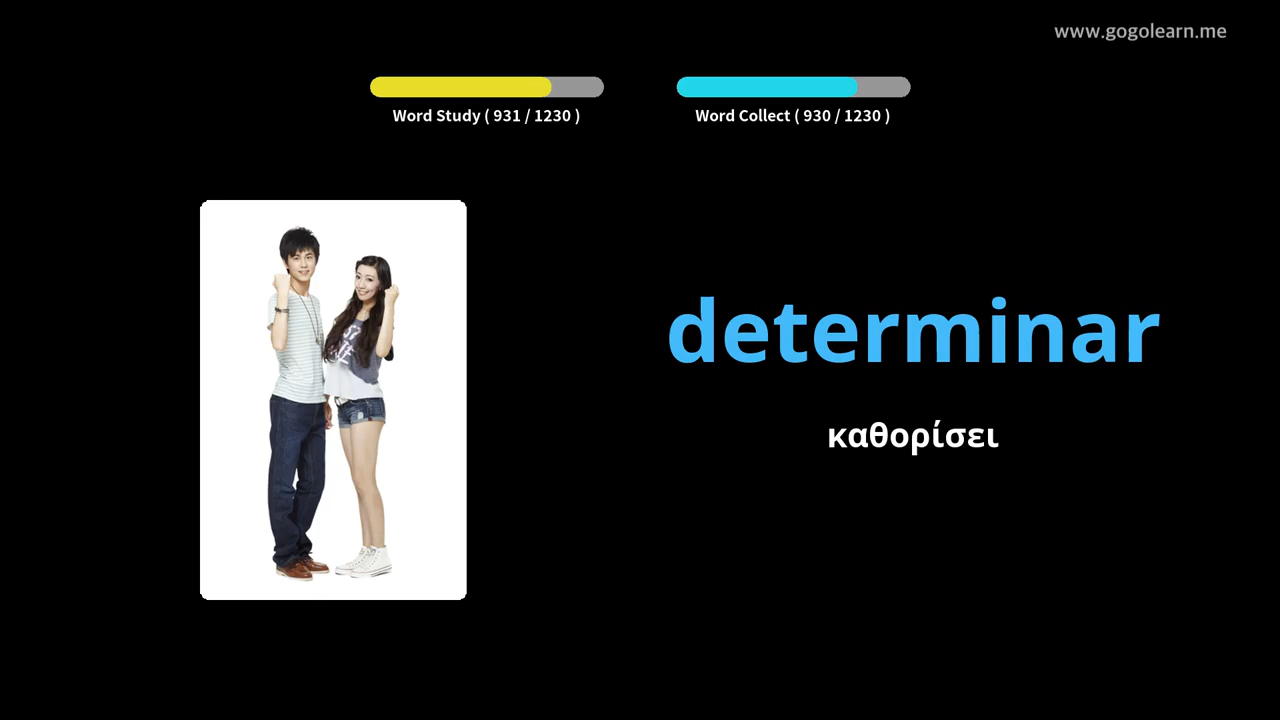 www.gogolearn.me
Word Study ( 931 / 1230 )
Word Collect ( 930 / 1230 )
determinar
καθορίσει